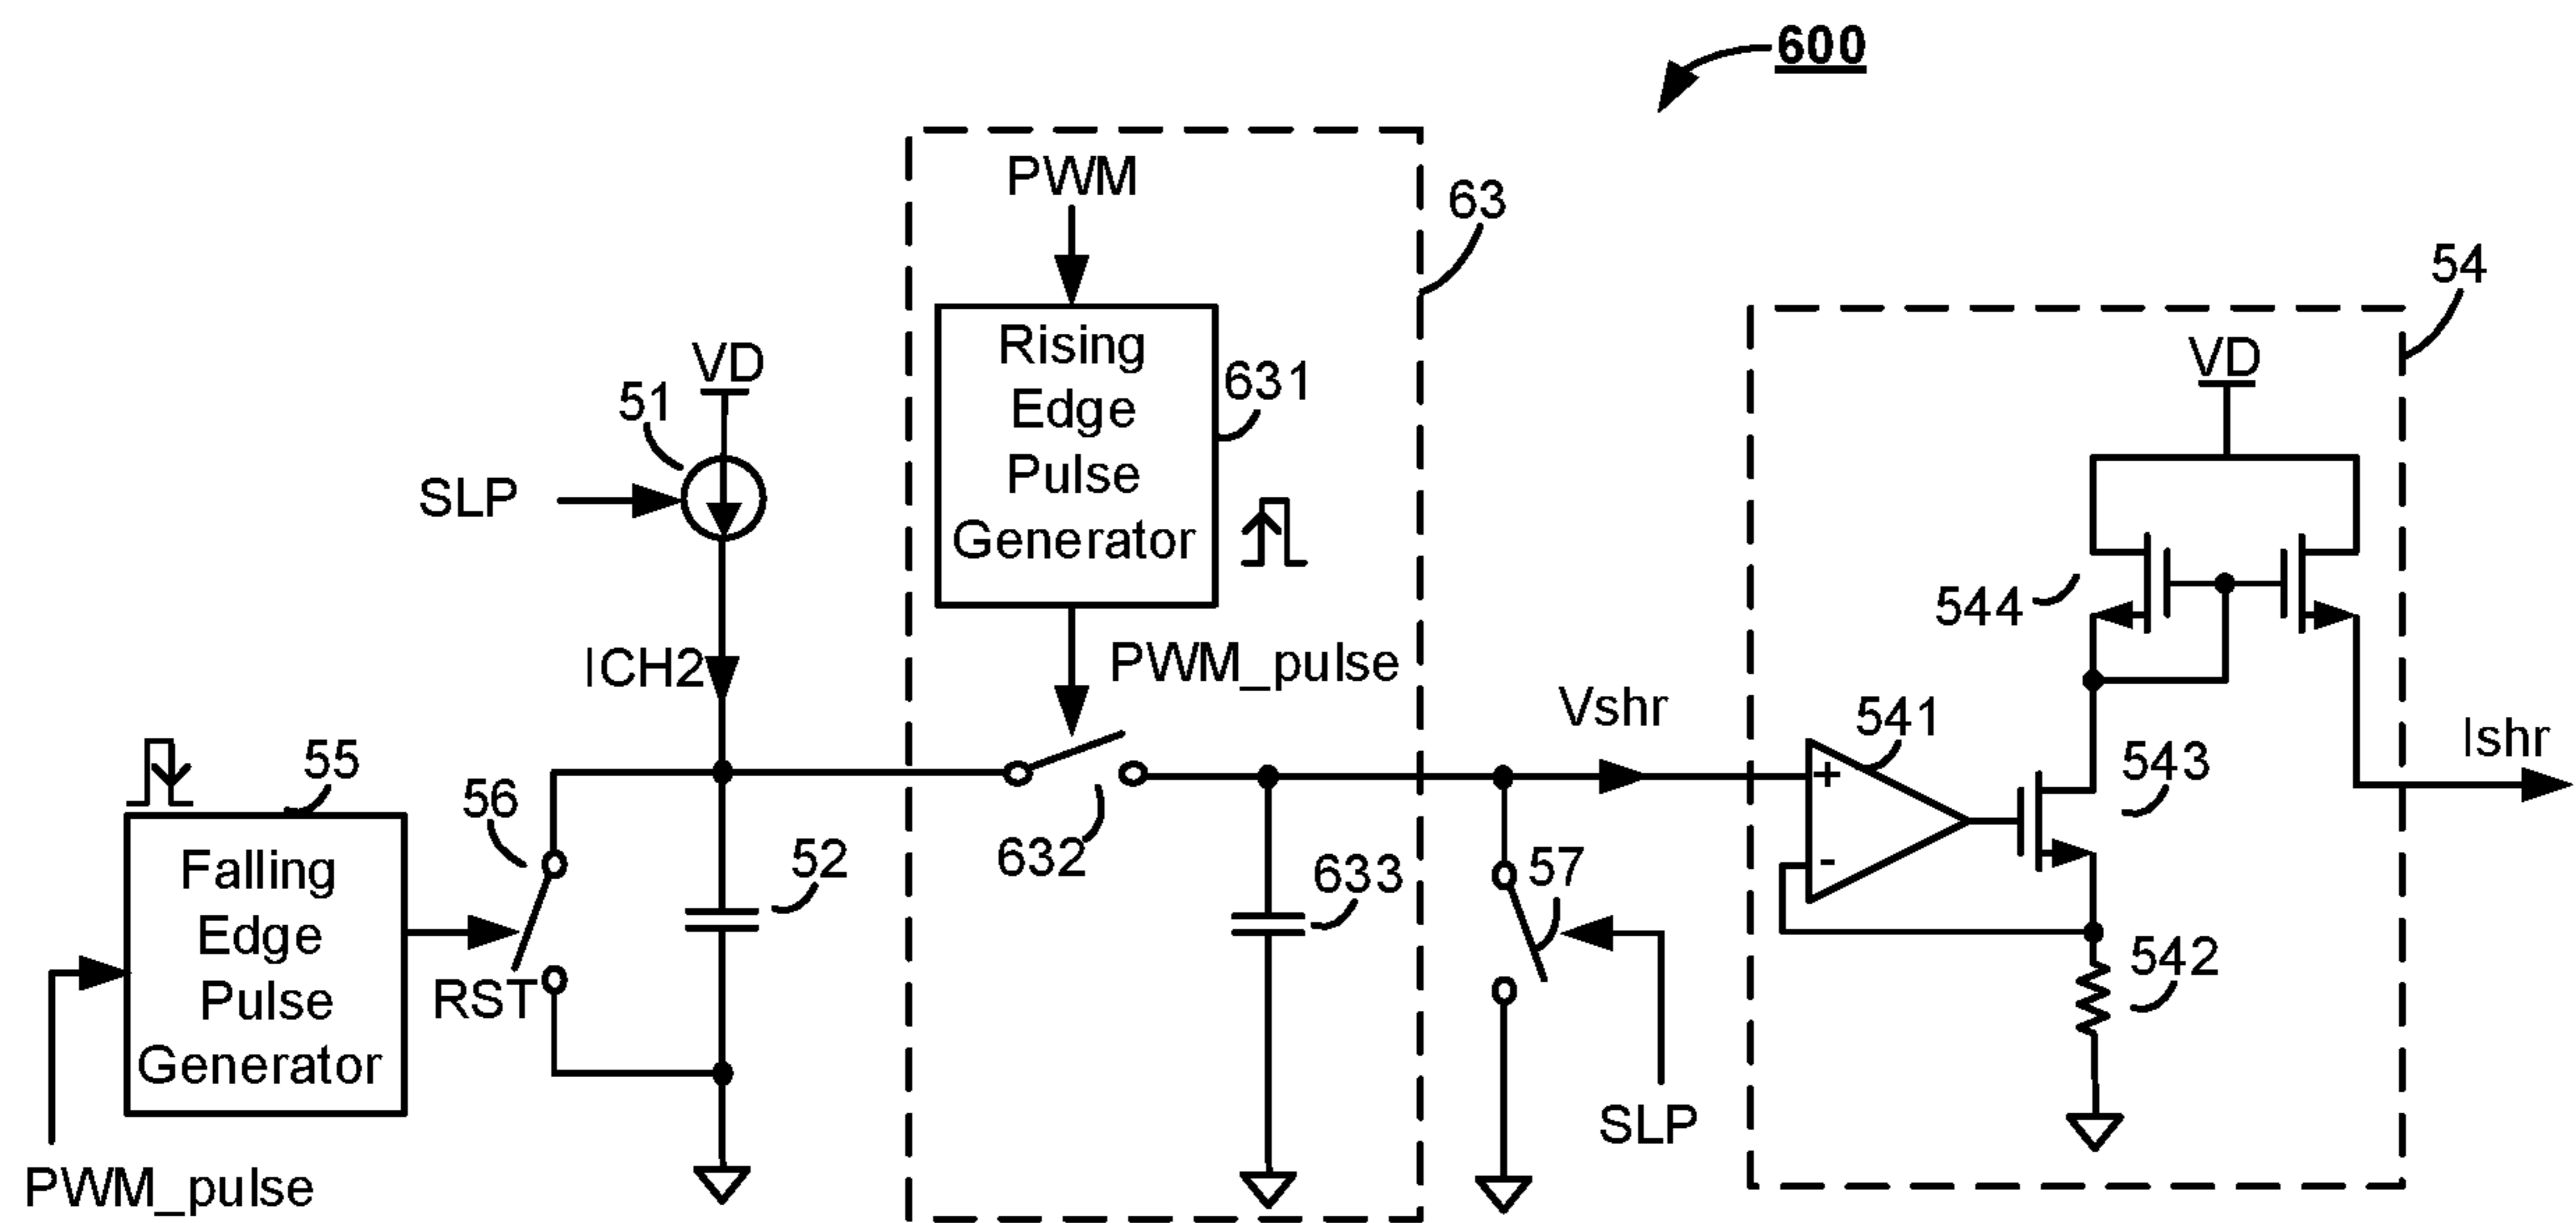 600
PWM
63
Rising
Edge
Pulse
Generator
631
54
VD
VD
51
SLP
544
ICH2
PWM_pulse
Vshr
541
Ishr
543
55
56
Falling
Edge
Pulse
Generator
RST
52
632
633
57
+
-
542
SLP
PWM_pulse